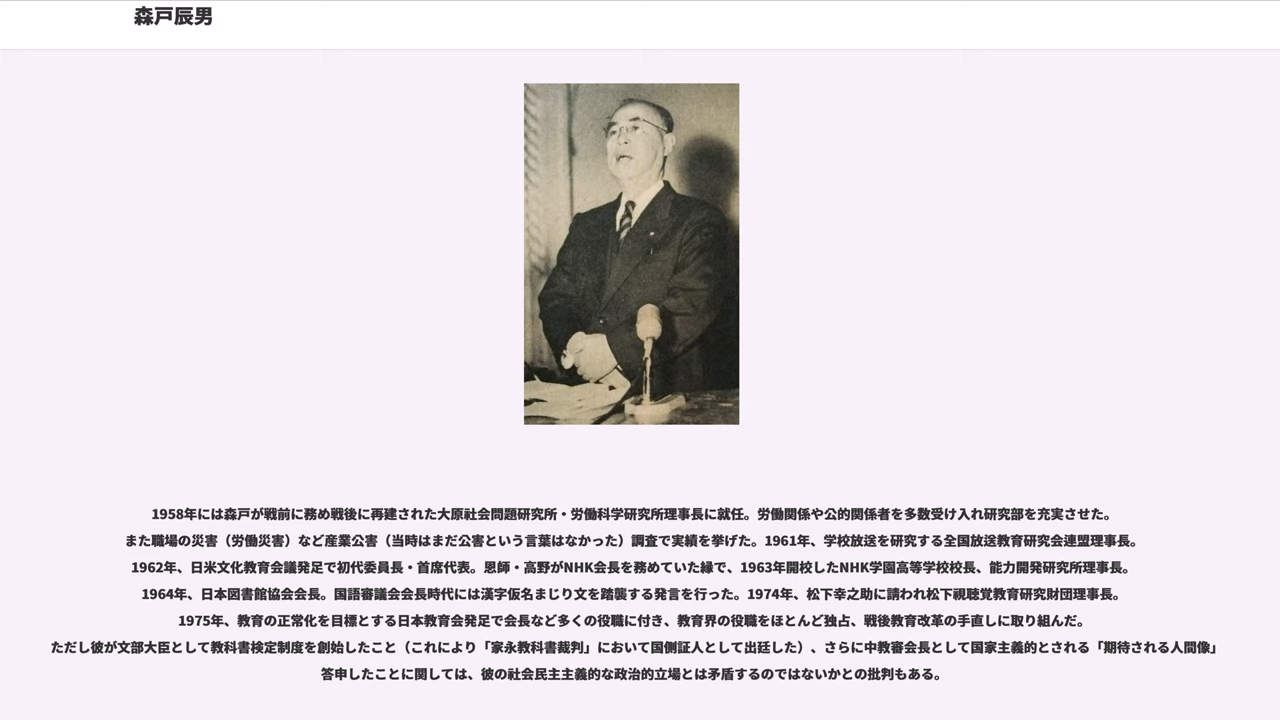 森戸辰男
1958年には森戸が戦前に務め戦後に再建された大原社会問題研究所・労働科学研究所理事長に就任。労働関係や公的関係者を多数受け入れ研究部を充実させた。
また職場の災害（労働災害）など産業公害（当時はまだ公害という言葉はなかった）調査で実績を挙げた。1961年、学校放送を研究する全国放送教育研究会連盟理事長。
1962年、日米文化教育会議発足で初代委員長・首席代表。恩師・高野がNHK会長を務めていた縁で、1963年開校したNHK学園高等学校校長、能力開発研究所理事長。
1964年、日本図書館協会会長。国語審議会会長時代には漢字仮名まじり文を踏襲する発言を行った。1974年、松下幸之助に請われ松下視聴覚教育研究財団理事長。
1975年、教育の正常化を目標とする日本教育会発足で会長など多くの役職に付き、教育界の役職をほとんど独占、戦後教育改革の手直しに取り組んだ。
ただし彼が文部大臣として教科書検定制度を創始したこと（これにより「家永教科書裁判」において国側証人として出廷した）、さらに中教審会長として国家主義的とされる「期待される人間像」
答申したことに関しては、彼の社会民主主義的な政治的立場とは矛盾するのではないかとの批判もある。